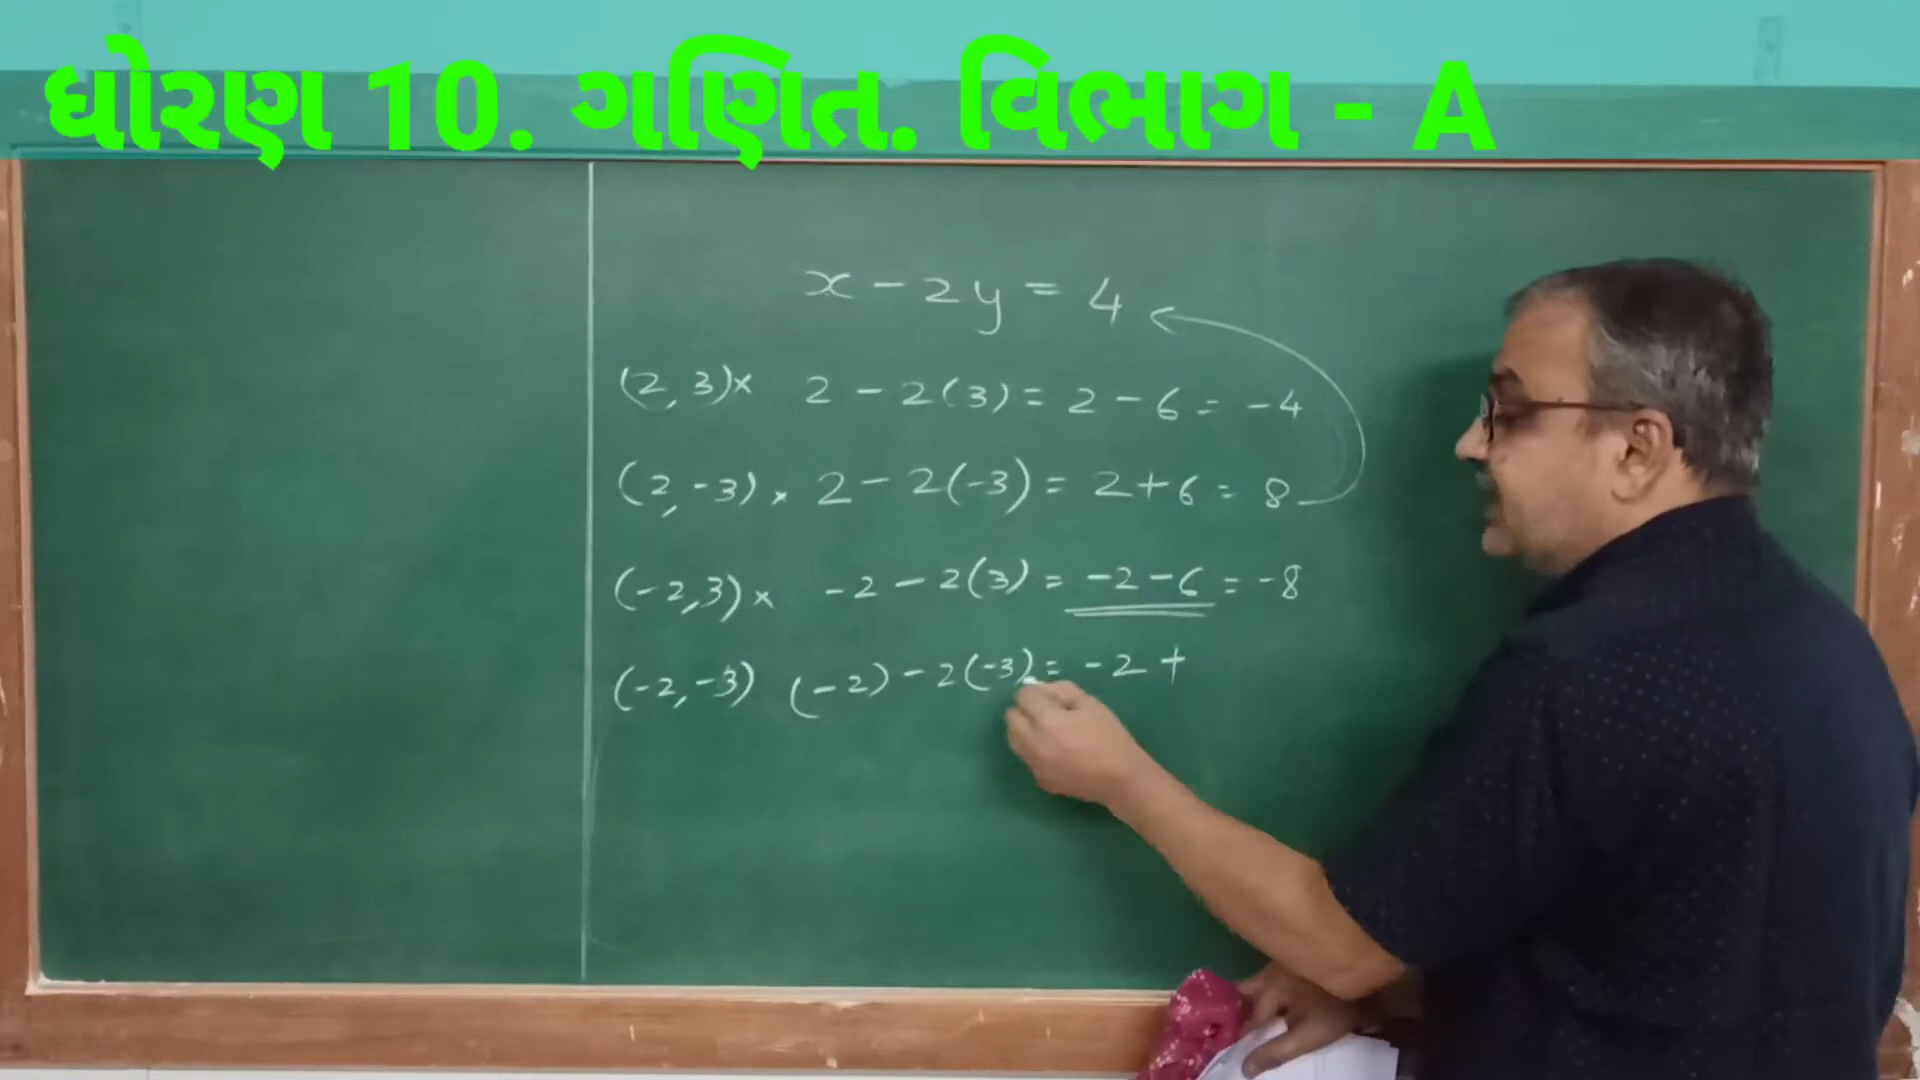 ધોરણ 10. ગણિત. વિભાગ - A
x - 2y = 4
(2, 3)× 2 - 2(3) = 2 - 6 = -4
(2, -3) × 2 - 2(-3) = 2 + 6 = 8
(-2, 3) × -2 - 2(3) = -2 - 6 = -8
(-2, -3) (-2) - 2(-3) = -2 +